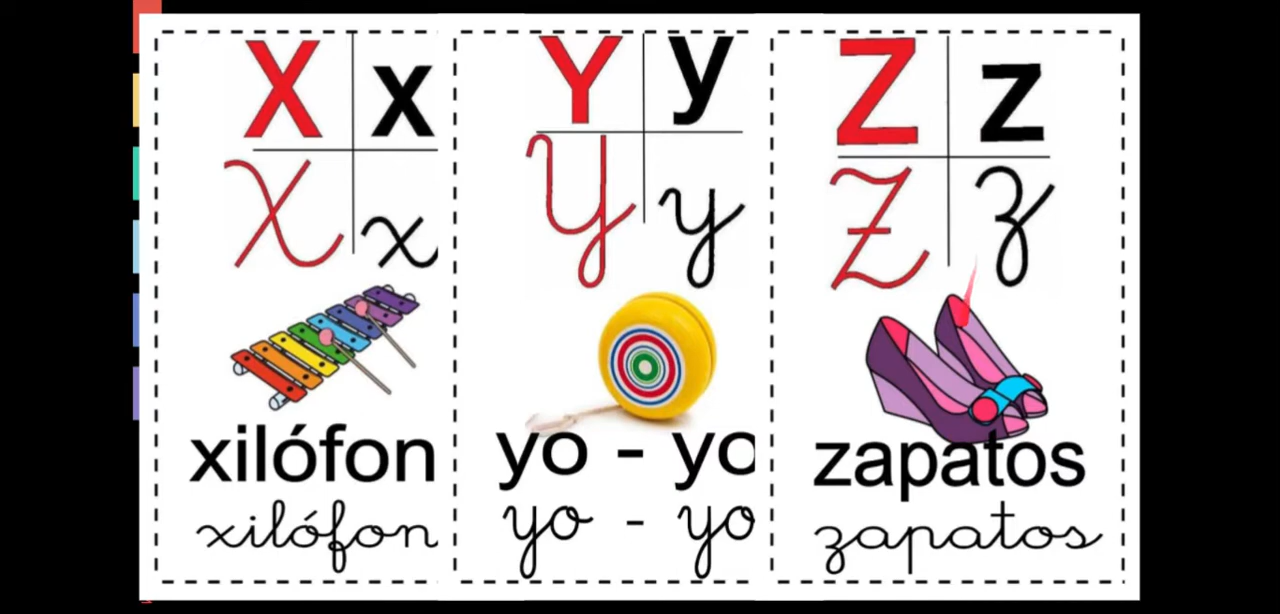 X x
X x
xilófon
xilófon
Y y
Y y
yo - yo
yo - yo
Z z
Z z
zapatos
zapatos